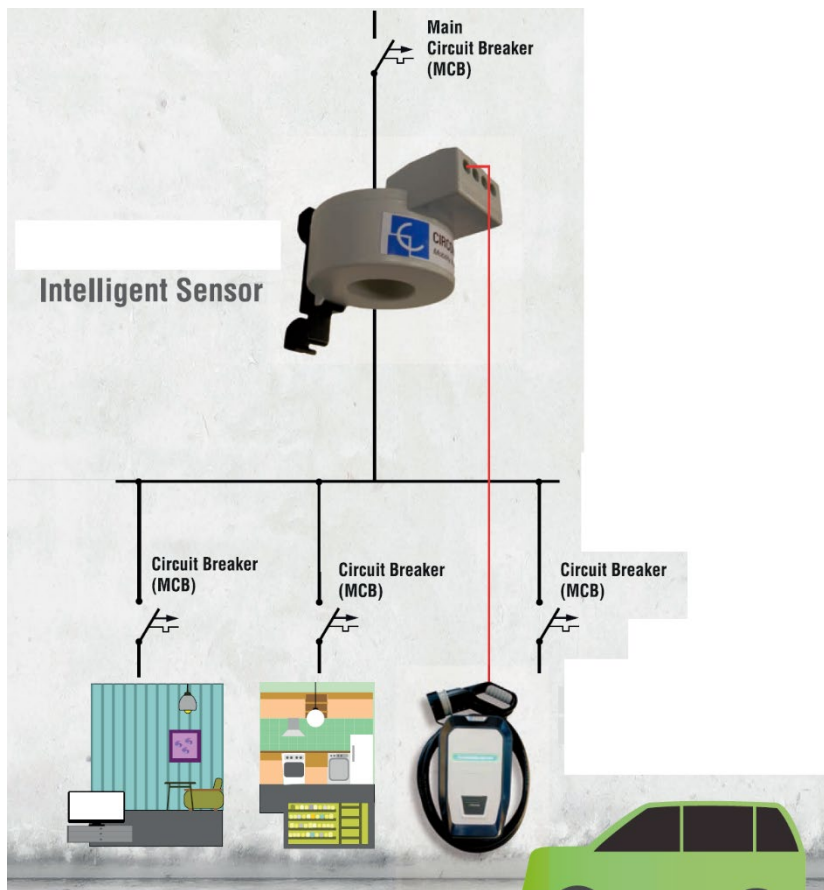 Main
Circuit Breaker
(MCB)
Intelligent Sensor
Circuit Breaker
(MCB)
Circuit Breaker
(MCB)
Circuit Breaker
(MCB)